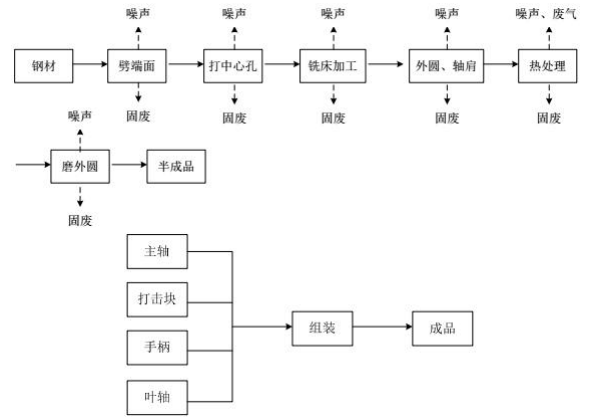 噪声 噪声 噪声 噪声 噪声、废气
钢材 劈端面 打中心孔 铣床加工 外圆、轴肩 热处理
固废 固废 固废 固废 固废
噪声
磨外圆 半成品
固废
主轴
打击块
组装 成品
手柄
叶轴